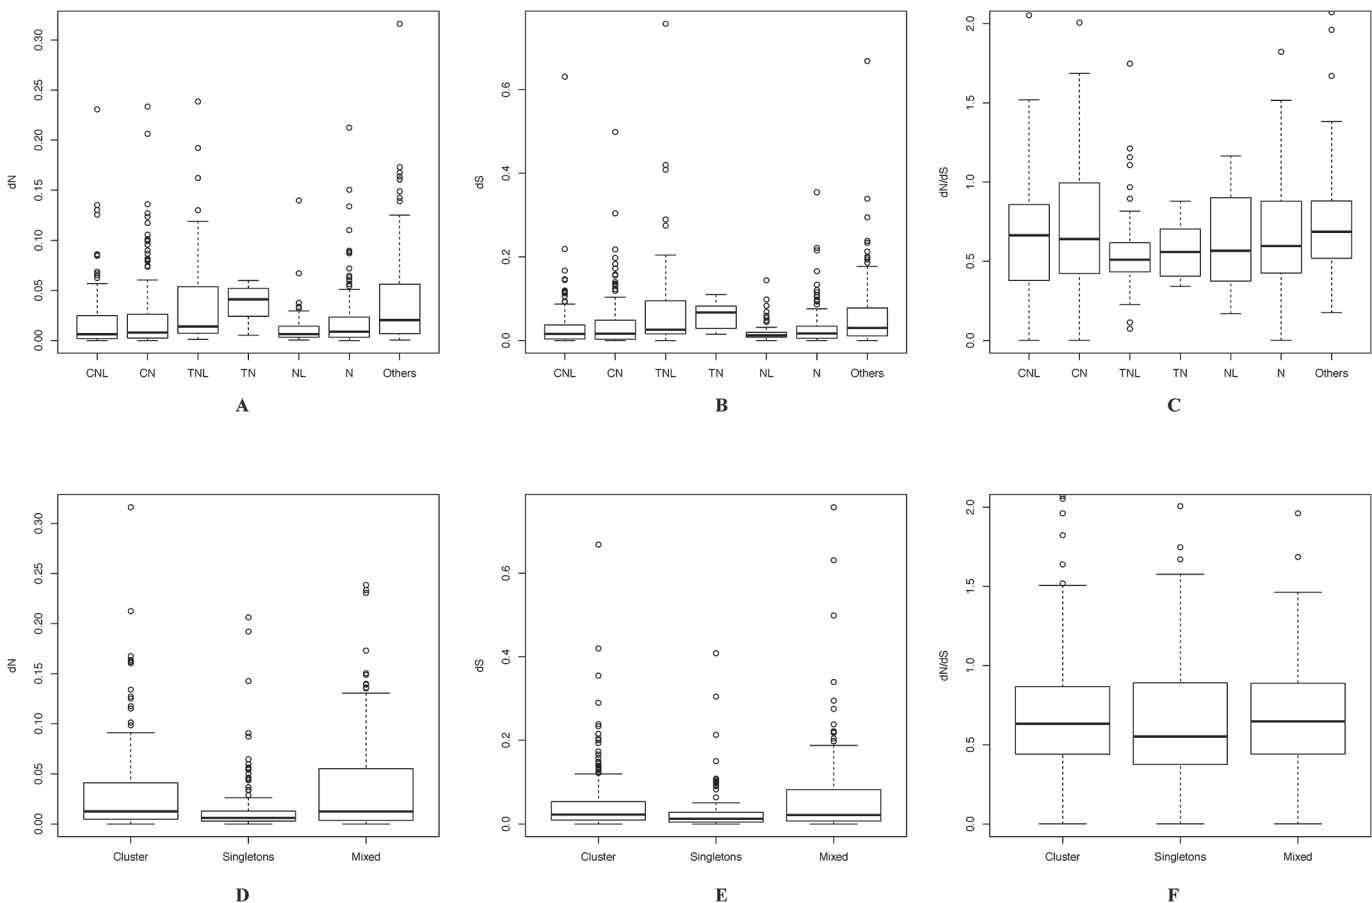 dN
0.00 0.05 0.10 0.15 0.20 0.25 0.30
CNL CN TNL TN NL N Others
A
dS
0.0 0.2 0.4 0.6
CNL CN TNL TN NL N Others
B
dN/dS
0.0 0.5 1.0 1.5 2.0
CNL CN TNL TN NL N Others
C
dN
0.00 0.05 0.10 0.15 0.20 0.25 0.30
Cluster Singletons Mixed
D
dS
0.0 0.2 0.4 0.6
Cluster Singletons Mixed
E
dN/dS
0.0 0.5 1.0 1.5 2.0
Cluster Singletons Mixed
F